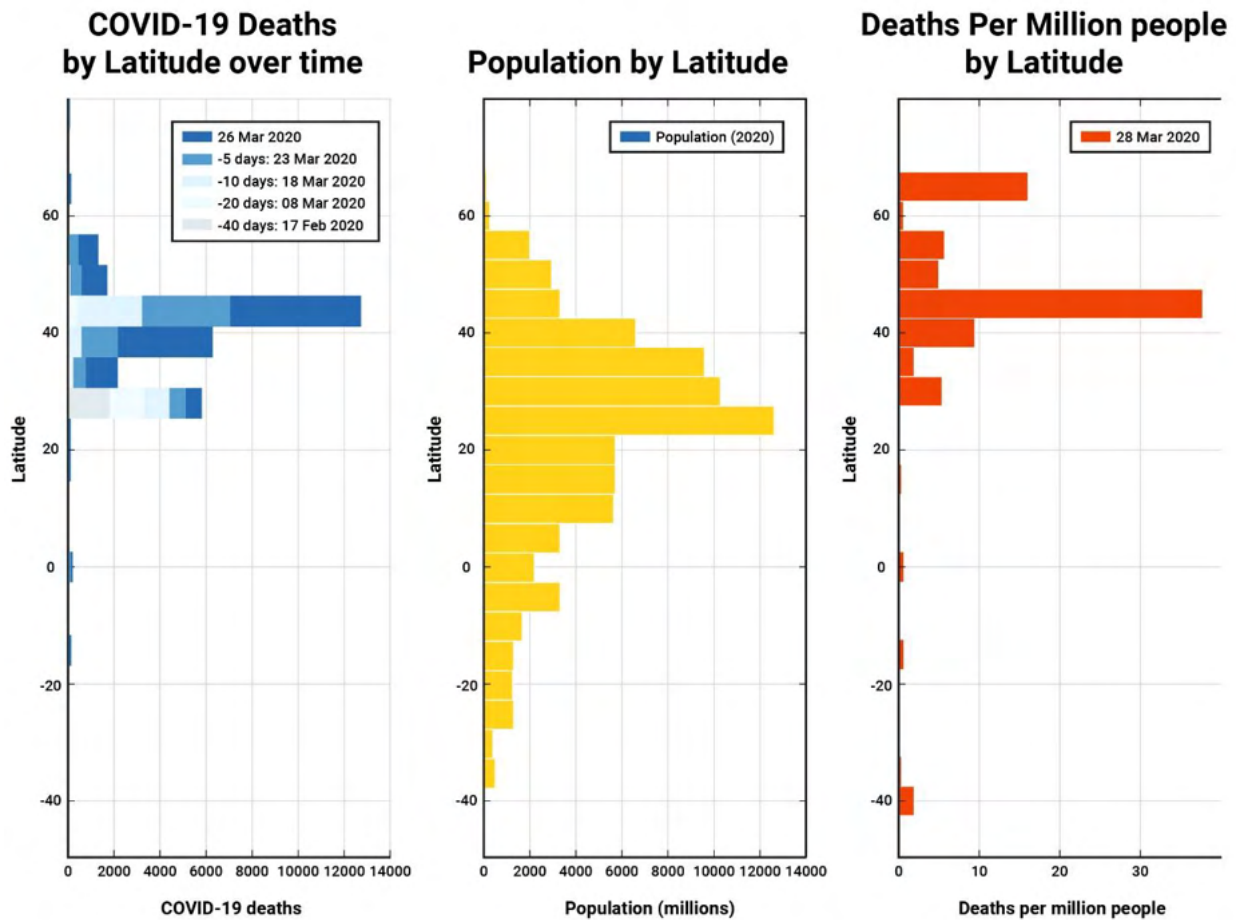 COVID-19 Deaths
by Latitude over time
26 Mar 2020
-5 days: 23 Mar 2020
-10 days: 18 Mar 2020
-20 days: 08 Mar 2020
-40 days: 17 Feb 2020
Latitude
60
40
20
0
-20
-40
0 2000 4000 6000 8000 10000 12000 14000
COVID-19 deaths
Population by Latitude
Population (2020)
Latitude
60
40
20
0
-20
-40
0 2000 4000 6000 8000 10000 12000 14000
Population (millions)
Deaths Per Million people
by Latitude
28 Mar 2020
Latitude
60
40
20
0
-20
-40
0 10 20 30
Deaths per million people